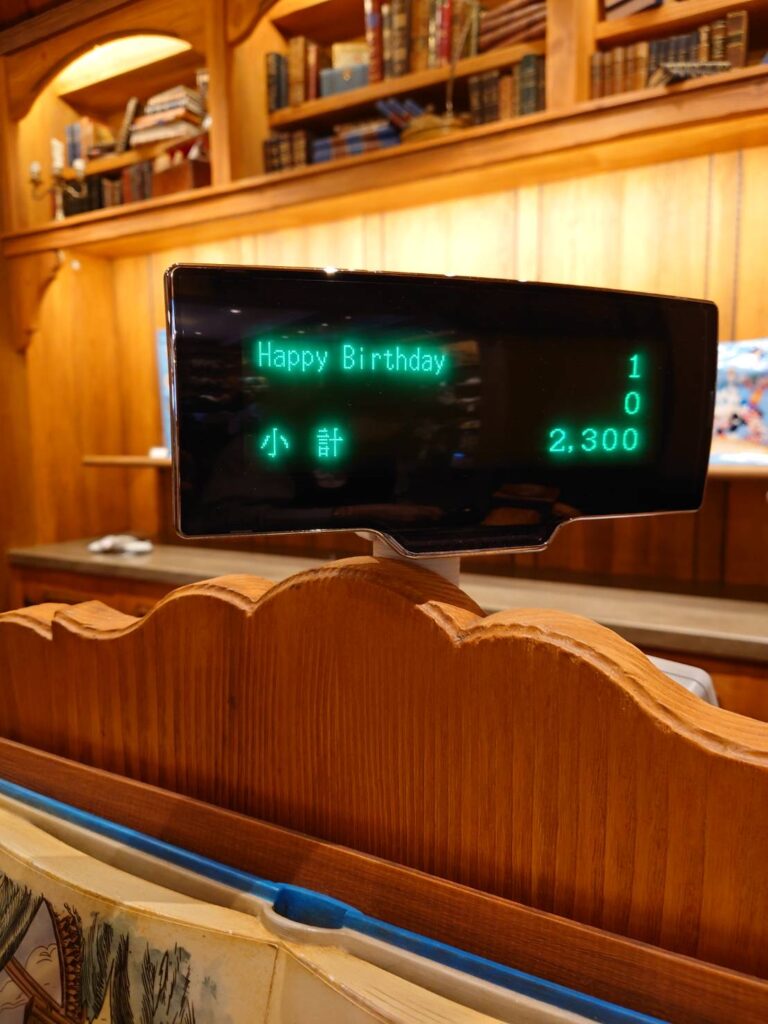 Happy Birthday 1
0
小 計 2,300